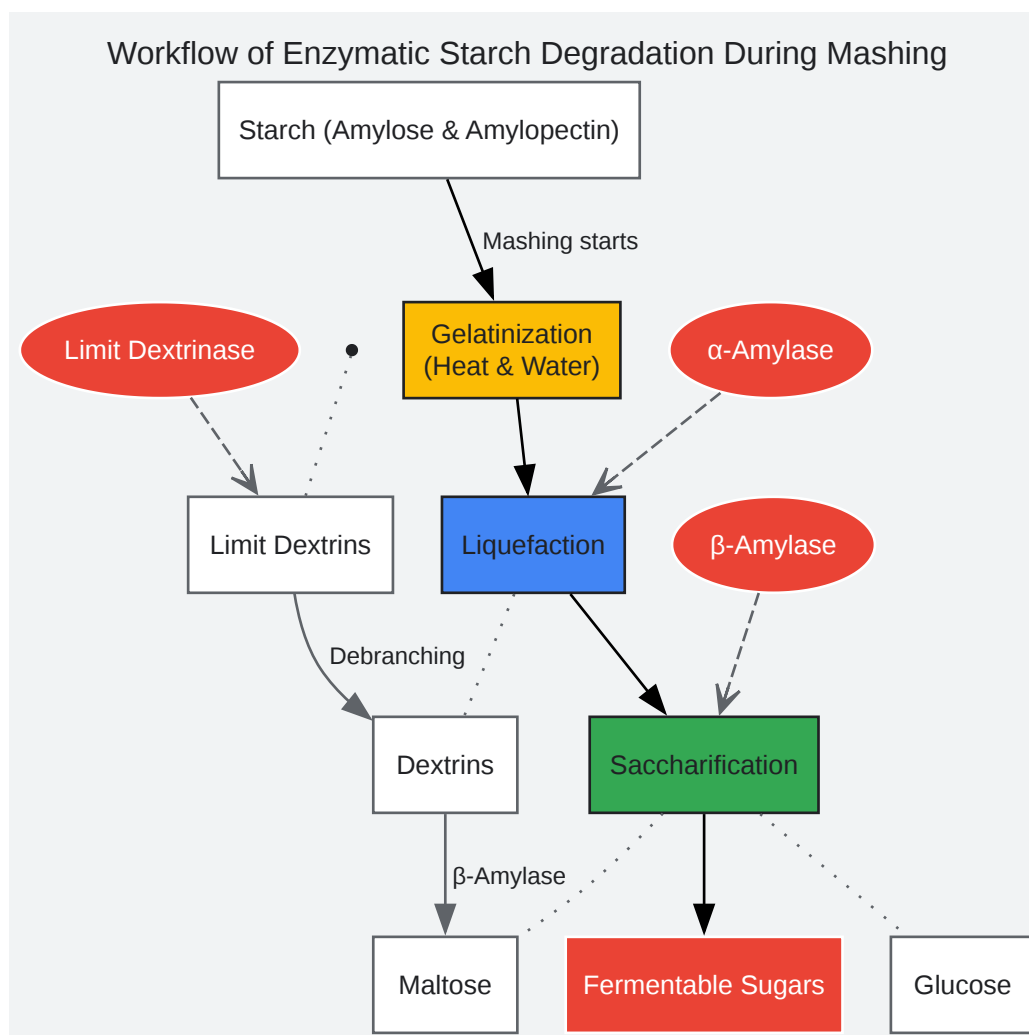 Workflow of Enzymatic Starch Degradation During Mashing
Starch (Amylose & Amylopectin)
Mashing starts
Limit Dextrinase
Gelatinization
(Heat & Water)
α-Amylase
Limit Dextrins
Liquefaction
β-Amylase
Debranching
Dextrins
Saccharification
β-Amylase
Maltose
Fermentable Sugars
Glucose